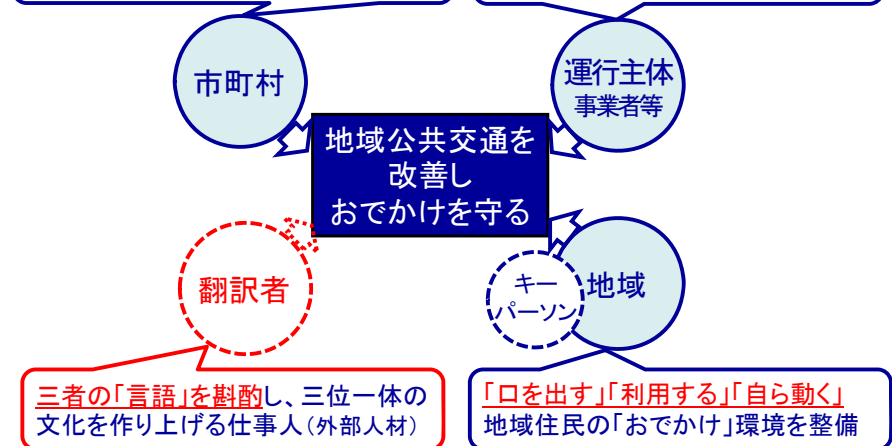 市町村
運行主体
事業者等
地域公共交通を
改善し
おでかけを守る
翻訳者
キー
パーソン
地域
三者の「言語」を斟酌し、三位一体の
文化を作り上げる仕事人(外部人材)
「口を出す」「利用する」「自ら動く」
地域住民の「おでかけ」環境を整備